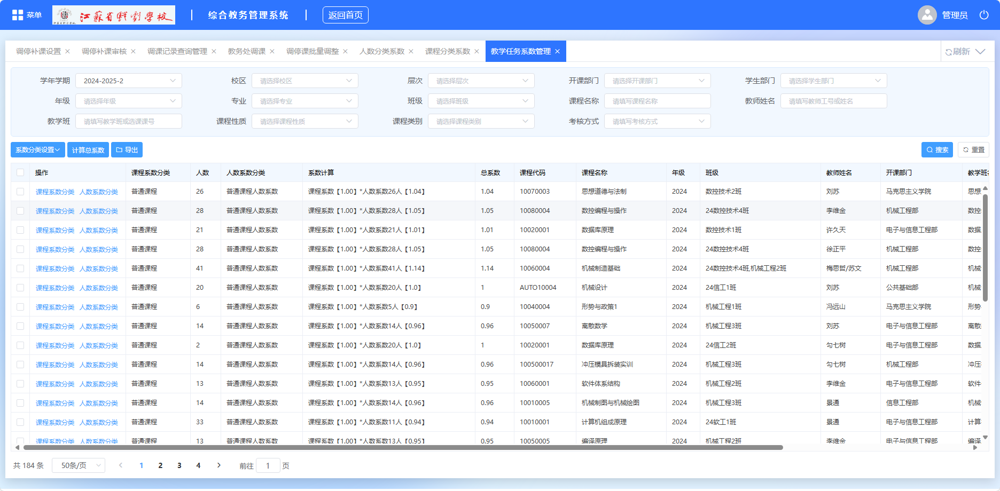 菜单 江苏省戏剧学校 综合教务管理系统 返回首页 管理员
调停补课设置 调停补课审核 调课记录查询管理 教务处调课 调停课批量调整 人数分类系数 课程分类系数 教学任务系数管理 刷新
学年学期 2024-2025-2 校区 请选择校区 层次 请选择层次 开课部门 请选择开课部门 学生部门 请选择学生部门
年级 请选择年级 专业 请选择专业 班级 请选择班级 课程名称 请填写课程名称 教师姓名 请填写教师工号或姓名
教学班 请填写教学班或选课课号 课程性质 请选择课程性质 课程类别 请选择课程类别 考核方式 请填写考核方式
系数分类设置 计算总系数 导出 搜索 重置
操作 课程系数分类 人数 人数系数分类 系数计算 总系数 课程代码 课程名称 年级 班级 教师姓名 开课部门 教学班名
课程系数分类 人数系数分类 普通课程 26 普通课程人数系数 课程系数【1.00】*人数系数26人【1.04】 1.04 10070003 思想道德与法制 2024 数控技术2班 刘苏 马克思主义学院 思想
课程系数分类 人数系数分类 普通课程 28 普通课程人数系数 课程系数【1.00】*人数系数28人【1.05】 1.05 10080004 数控编程与操作 2024 24数控技术4班 李维金 机械工程部 数控
课程系数分类 人数系数分类 普通课程 21 普通课程人数系数 课程系数【1.00】*人数系数21人【1.01】 1.01 10020001 数据库原理 2024 数控技术1班 许久天 电子与信息工程部 数据
课程系数分类 人数系数分类 普通课程 28 普通课程人数系数 课程系数【1.00】*人数系数28人【1.05】 1.05 10080004 数控编程与操作 2024 24数控技术4班 徐正平 机械工程部 数控
课程系数分类 人数系数分类 普通课程 41 普通课程人数系数 课程系数【1.00】*人数系数41人【1.14】 1.14 10060004 机械制造基础 2024 24数控技术4班,机械工程2班 梅思哲/苏文 机械工程部 机械
课程系数分类 人数系数分类 普通课程 20 普通课程人数系数 课程系数【1.00】*人数系数20人【1.0】 1 AUTO10004 机械设计 2024 24信工1班 刘苏 公共基础部 机械
课程系数分类 人数系数分类 普通课程 6 普通课程人数系数 课程系数【1.00】*人数系数5人【0.9】 0.9 10040004 形势与政策1 2024 机械工程1班 冯远山 马克思主义学院 形势
课程系数分类 人数系数分类 普通课程 14 普通课程人数系数 课程系数【1.00】*人数系数14人【0.96】 0.96 10050007 离散数学 2024 机械工程3班 刘苏 电子与信息工程部 离散
课程系数分类 人数系数分类 普通课程 2 普通课程人数系数 课程系数【1.00】*人数系数20人【1.0】 1 10020001 数据库原理 2024 24信工2班 勾七树 电子与信息工程部 数据
课程系数分类 人数系数分类 普通课程 14 普通课程人数系数 课程系数【1.00】*人数系数14人【0.96】 0.96 100500017 冲压模具拆装实训 2024 机械工程3班 勾七树 机械工程部 冲压
课程系数分类 人数系数分类 普通课程 13 普通课程人数系数 课程系数【1.00】*人数系数13人【0.95】 0.95 10060001 软件体系结构 2024 机械工程2班 李维金 电子与信息工程部 软件
课程系数分类 人数系数分类 普通课程 14 普通课程人数系数 课程系数【1.00】*人数系数14人【0.96】 0.96 10010005 机械制图与机械绘图 2024 机械工程3班 景通 信息工程部 机械
课程系数分类 人数系数分类 普通课程 33 普通课程人数系数 课程系数【1.00】*人数系数11人【0.94】 0.94 10010001 计算机组成原理 2024 24软工1班 景通 电子与信息工程部 计算
课程系数分类 人数系数分类 普通课程 13 普通课程人数系数 课程系数【1.00】*人数系数13人【0.95】 0.95 10050005 编译原理 2024 机械工程2班 李维金 电子与信息工程部 编译
共 184 条 50条/页 1 2 3 4 前往 1 页